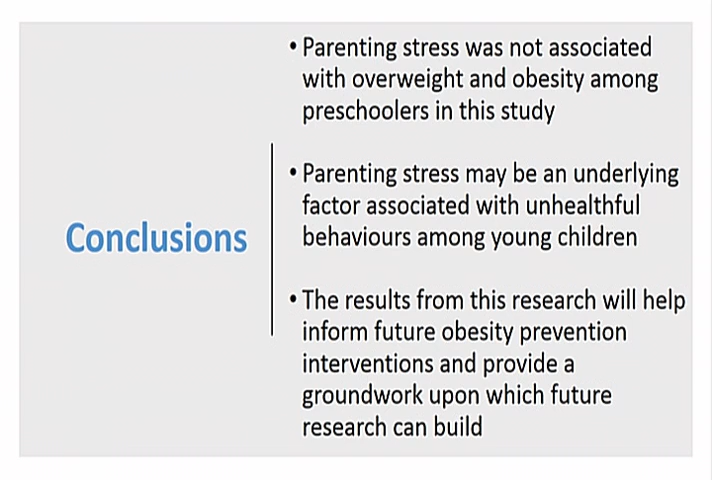 Conclusions
• Parenting stress was not associated
with overweight and obesity among
preschoolers in this study
• Parenting stress may be an underlying
factor associated with unhealthful
behaviours among young children
• The results from this research will help
inform future obesity prevention
interventions and provide a
groundwork upon which future
research can build